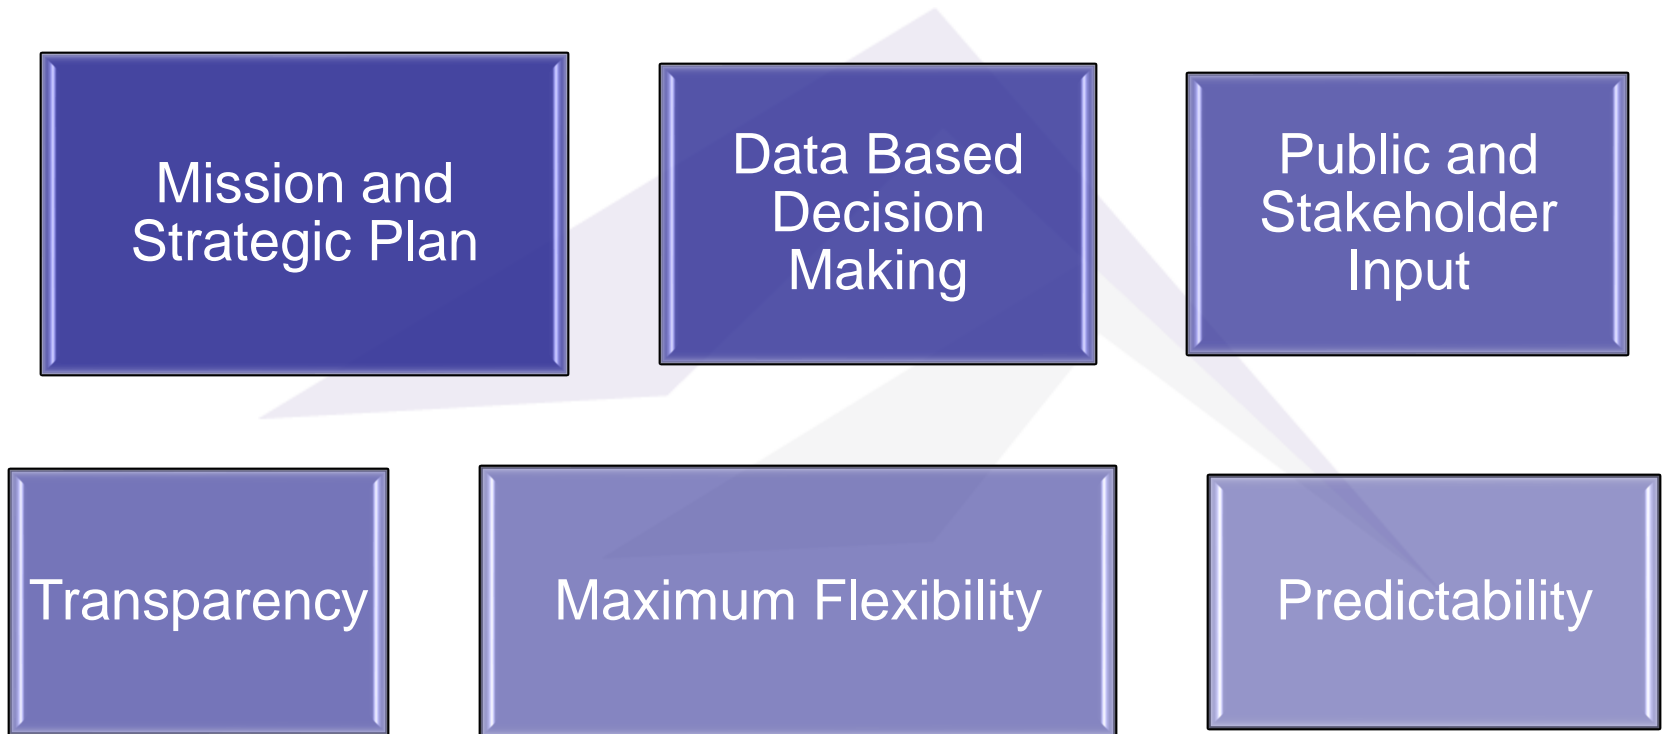 Mission and
Strategic Plan
Data Based
Decision
Making
Public and
Stakeholder
Input
Transparency
Maximum Flexibility
Predictability